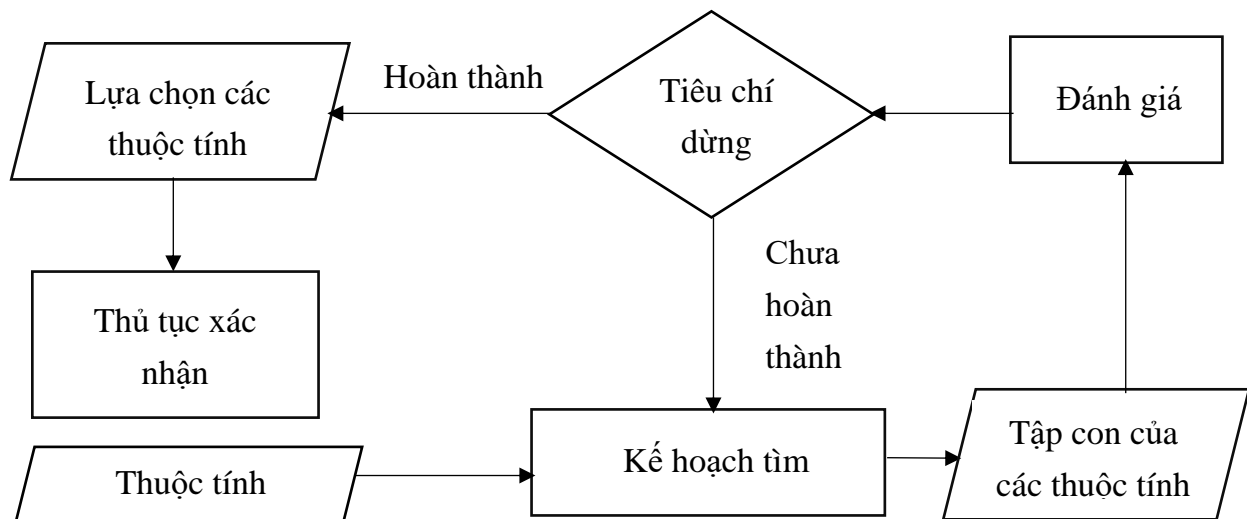 Lựa chọn các
thuộc tính
Hoàn thành
Tiêu chí
dừng
Đánh giá
Thủ tục xác
nhận
Chưa
hoàn
thành
Thuộc tính
Kế hoạch tìm
Tập con của
các thuộc tính